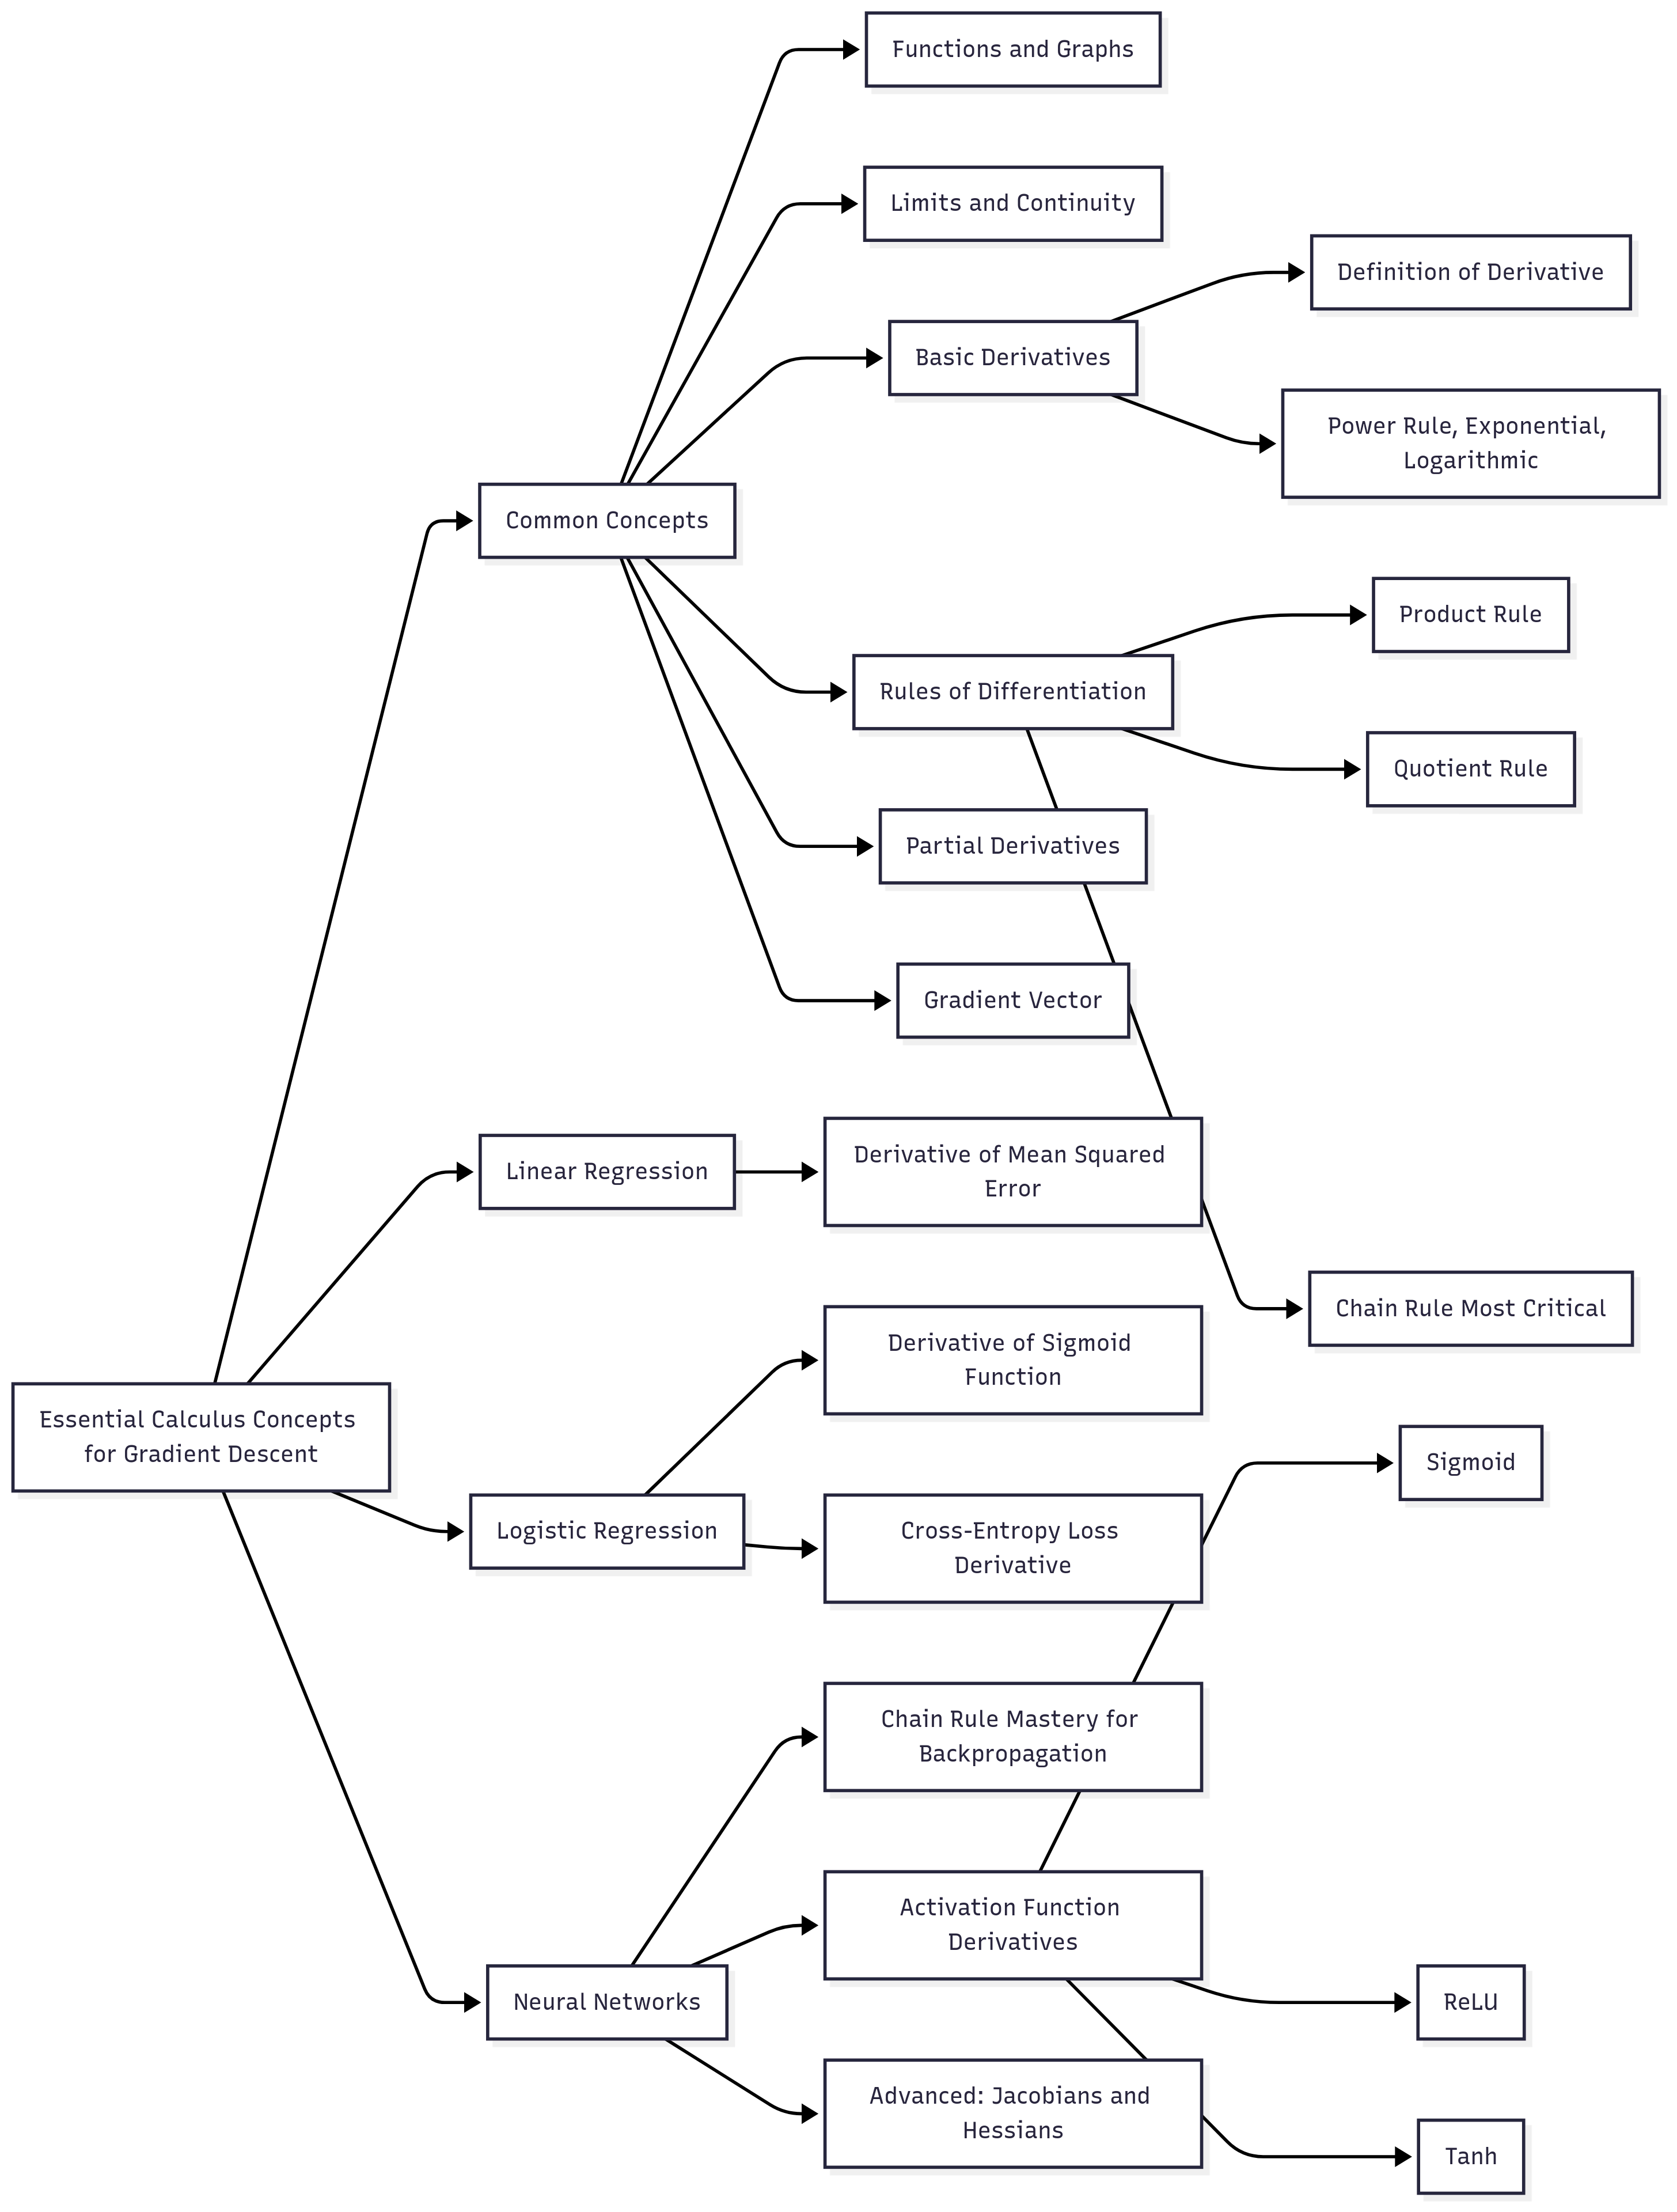 Functions and Graphs
Limits and Continuity
Definition of Derivative
Basic Derivatives
Power Rule, Exponential,
Logarithmic
Common Concepts
Product Rule
Rules of Differentiation
Quotient Rule
Partial Derivatives
Gradient Vector
Linear Regression
Derivative of Mean Squared
Error
Chain Rule Most Critical
Derivative of Sigmoid
Function
Essential Calculus Concepts
for Gradient Descent
Sigmoid
Logistic Regression
Cross-Entropy Loss
Derivative
Chain Rule Mastery for
Backpropagation
Activation Function
Derivatives
Neural Networks
ReLU
Advanced: Jacobians and
Hessians
Tanh